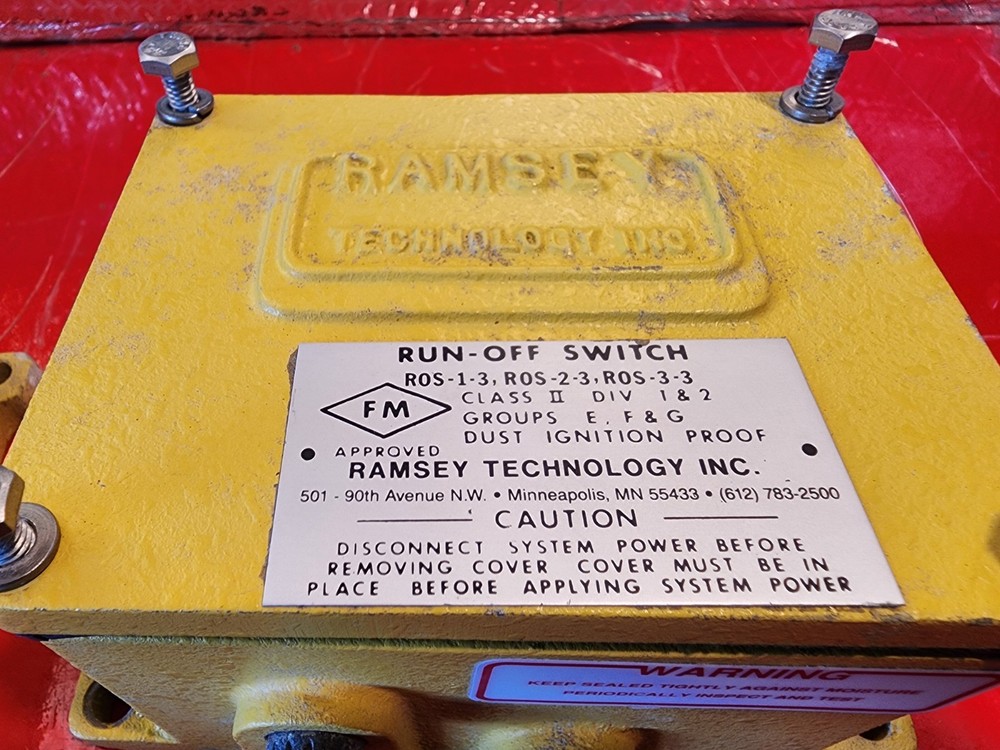 RAMSEY
TECHNOLOGY INC
RUN-OFF SWITCH
ROS-1-3, ROS-2-3, ROS-3-3
FM
CLASS II DIV 1 & 2
GROUPS E, F & G
DUST IGNITION PROOF
APPROVED
RAMSEY TECHNOLOGY INC.
501 - 90th Avenue N.W. • Minneapolis, MN 55433 • (612) 783-2500
CAUTION
DISCONNECT SYSTEM POWER BEFORE
REMOVING COVER COVER MUST BE IN
PLACE BEFORE APPLYING SYSTEM POWER
WARNING
KEEP SEALED TIGHTLY AGAINST MOISTURE
PERIODICALLY INSPECT AND TEST